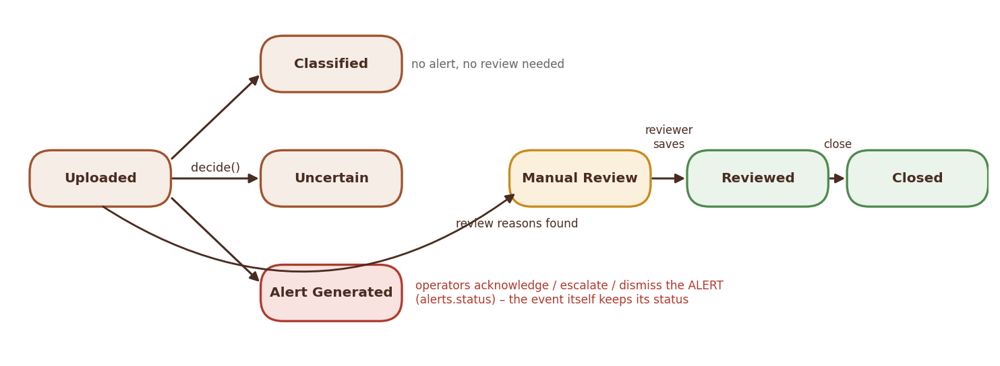 Classified
no alert, no review needed
reviewer
saves
close
Uploaded
decide()
Uncertain
Manual Review
Reviewed
Closed
review reasons found
Alert Generated
operators acknowledge / escalate / dismiss the ALERT
(alerts.status) – the event itself keeps its status